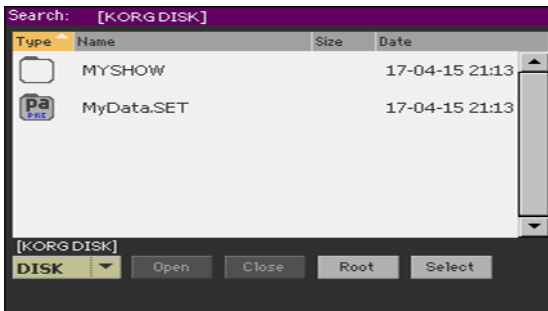 Search: [KORG DISK]
Type Name Size Date
MYSHOW 17-04-15 21:13
pa PKG MyData.SET 17-04-15 21:13
[KORG DISK]
DISK Open Close Root Select